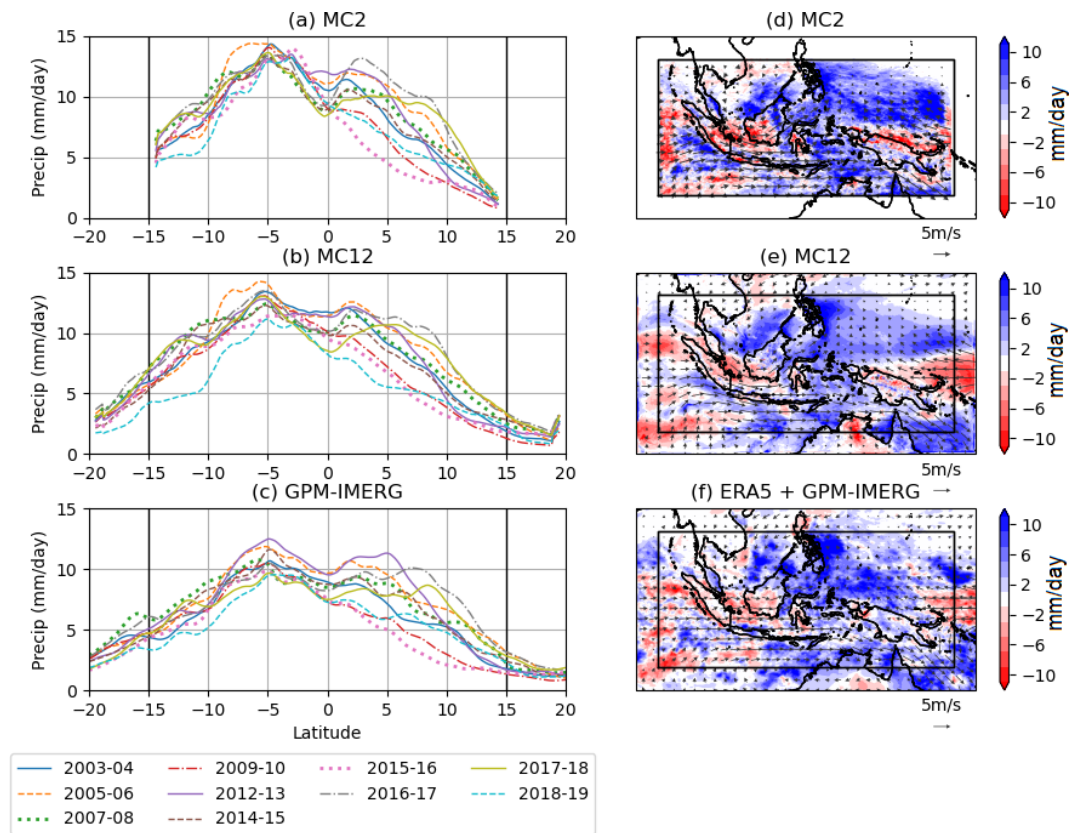 (a) MC2
Precip (mm/day)
15
10
5
0
−20 −15 −10 −5 0 5 10 15 20
(b) MC12
Precip (mm/day)
15
10
5
0
−20 −15 −10 −5 0 5 10 15 20
(c) GPM-IMERG
Precip (mm/day)
15
10
5
0
−20 −15 −10 −5 0 5 10 15 20
Latitude
2003-04
2005-06
2007-08
2009-10
2012-13
2014-15
2015-16
2016-17
2017-18
2018-19
(d) MC2
10
6
2
−2
−6
−10
mm/day
5m/s
(e) MC12
10
6
2
−2
−6
−10
mm/day
5m/s
(f) ERA5 + GPM-IMERG
10
6
2
−2
−6
−10
mm/day
5m/s